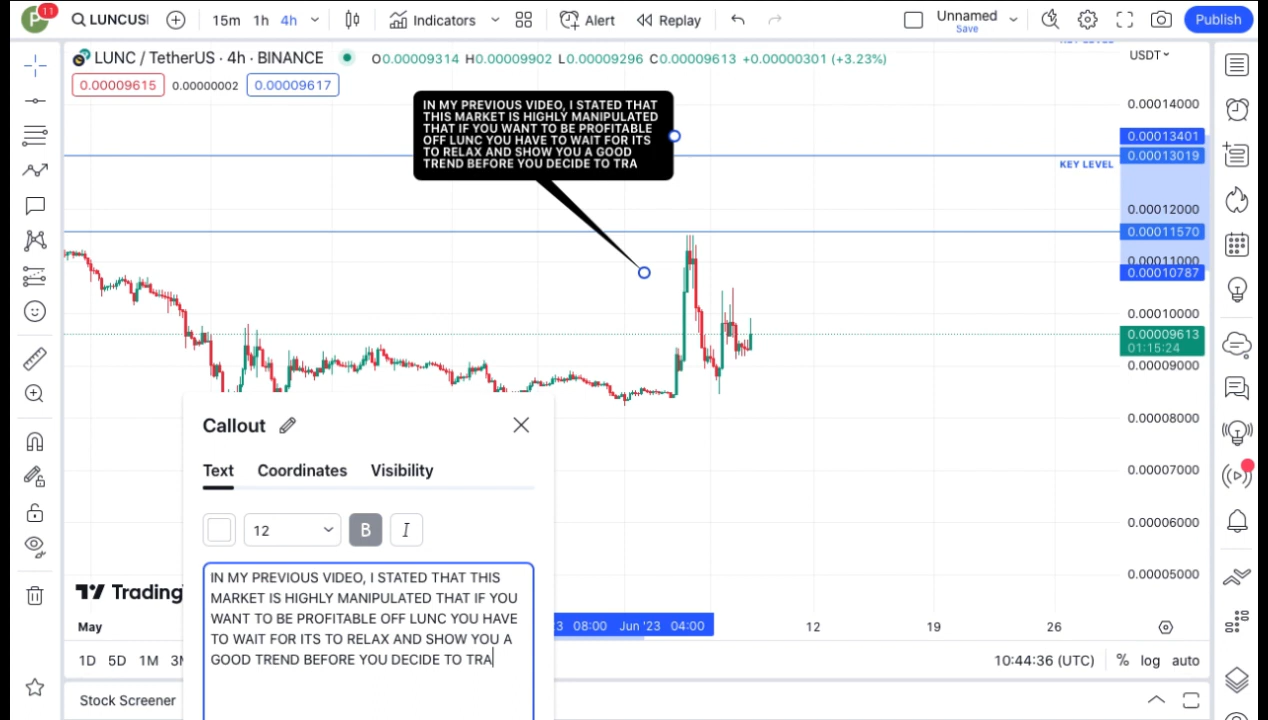 P
11
LUNCUS
15m 1h 4h
Indicators
Alert
Replay
Unnamed
Save
Publish
LUNC / TetherUS · 4h · BINANCE
O0.00009314 H0.00009902 L0.00009296 C0.00009613 +0.00000301 (+3.23%)
USDT
0.00009615
0.00000002
0.00009617
IN MY PREVIOUS VIDEO, I STATED THAT
THIS MARKET IS HIGHLY MANIPULATED
THAT IF YOU WANT TO BE PROFITABLE
OFF LUNC YOU HAVE TO WAIT FOR ITS
TO RELAX AND SHOW YOU A GOOD
TREND BEFORE YOU DECIDE TO TRA
KEY LEVEL
0.00014000
0.00013401
0.00013019
0.00012000
0.00011570
0.00011000
0.00010787
0.00010000
0.00009613
01:15:24
0.00009000
0.00008000
0.00007000
0.00006000
0.00005000
Callout
Text Coordinates Visibility
12
B
I
IN MY PREVIOUS VIDEO, I STATED THAT THIS
MARKET IS HIGHLY MANIPULATED THAT IF YOU
WANT TO BE PROFITABLE OFF LUNC YOU HAVE
TO WAIT FOR ITS TO RELAX AND SHOW YOU A
GOOD TREND BEFORE YOU DECIDE TO TRA
Trading
May
08:00 Jun '23 04:00
12 19 26
1D 5D 1M
10:44:36 (UTC) % log auto
Stock Screener